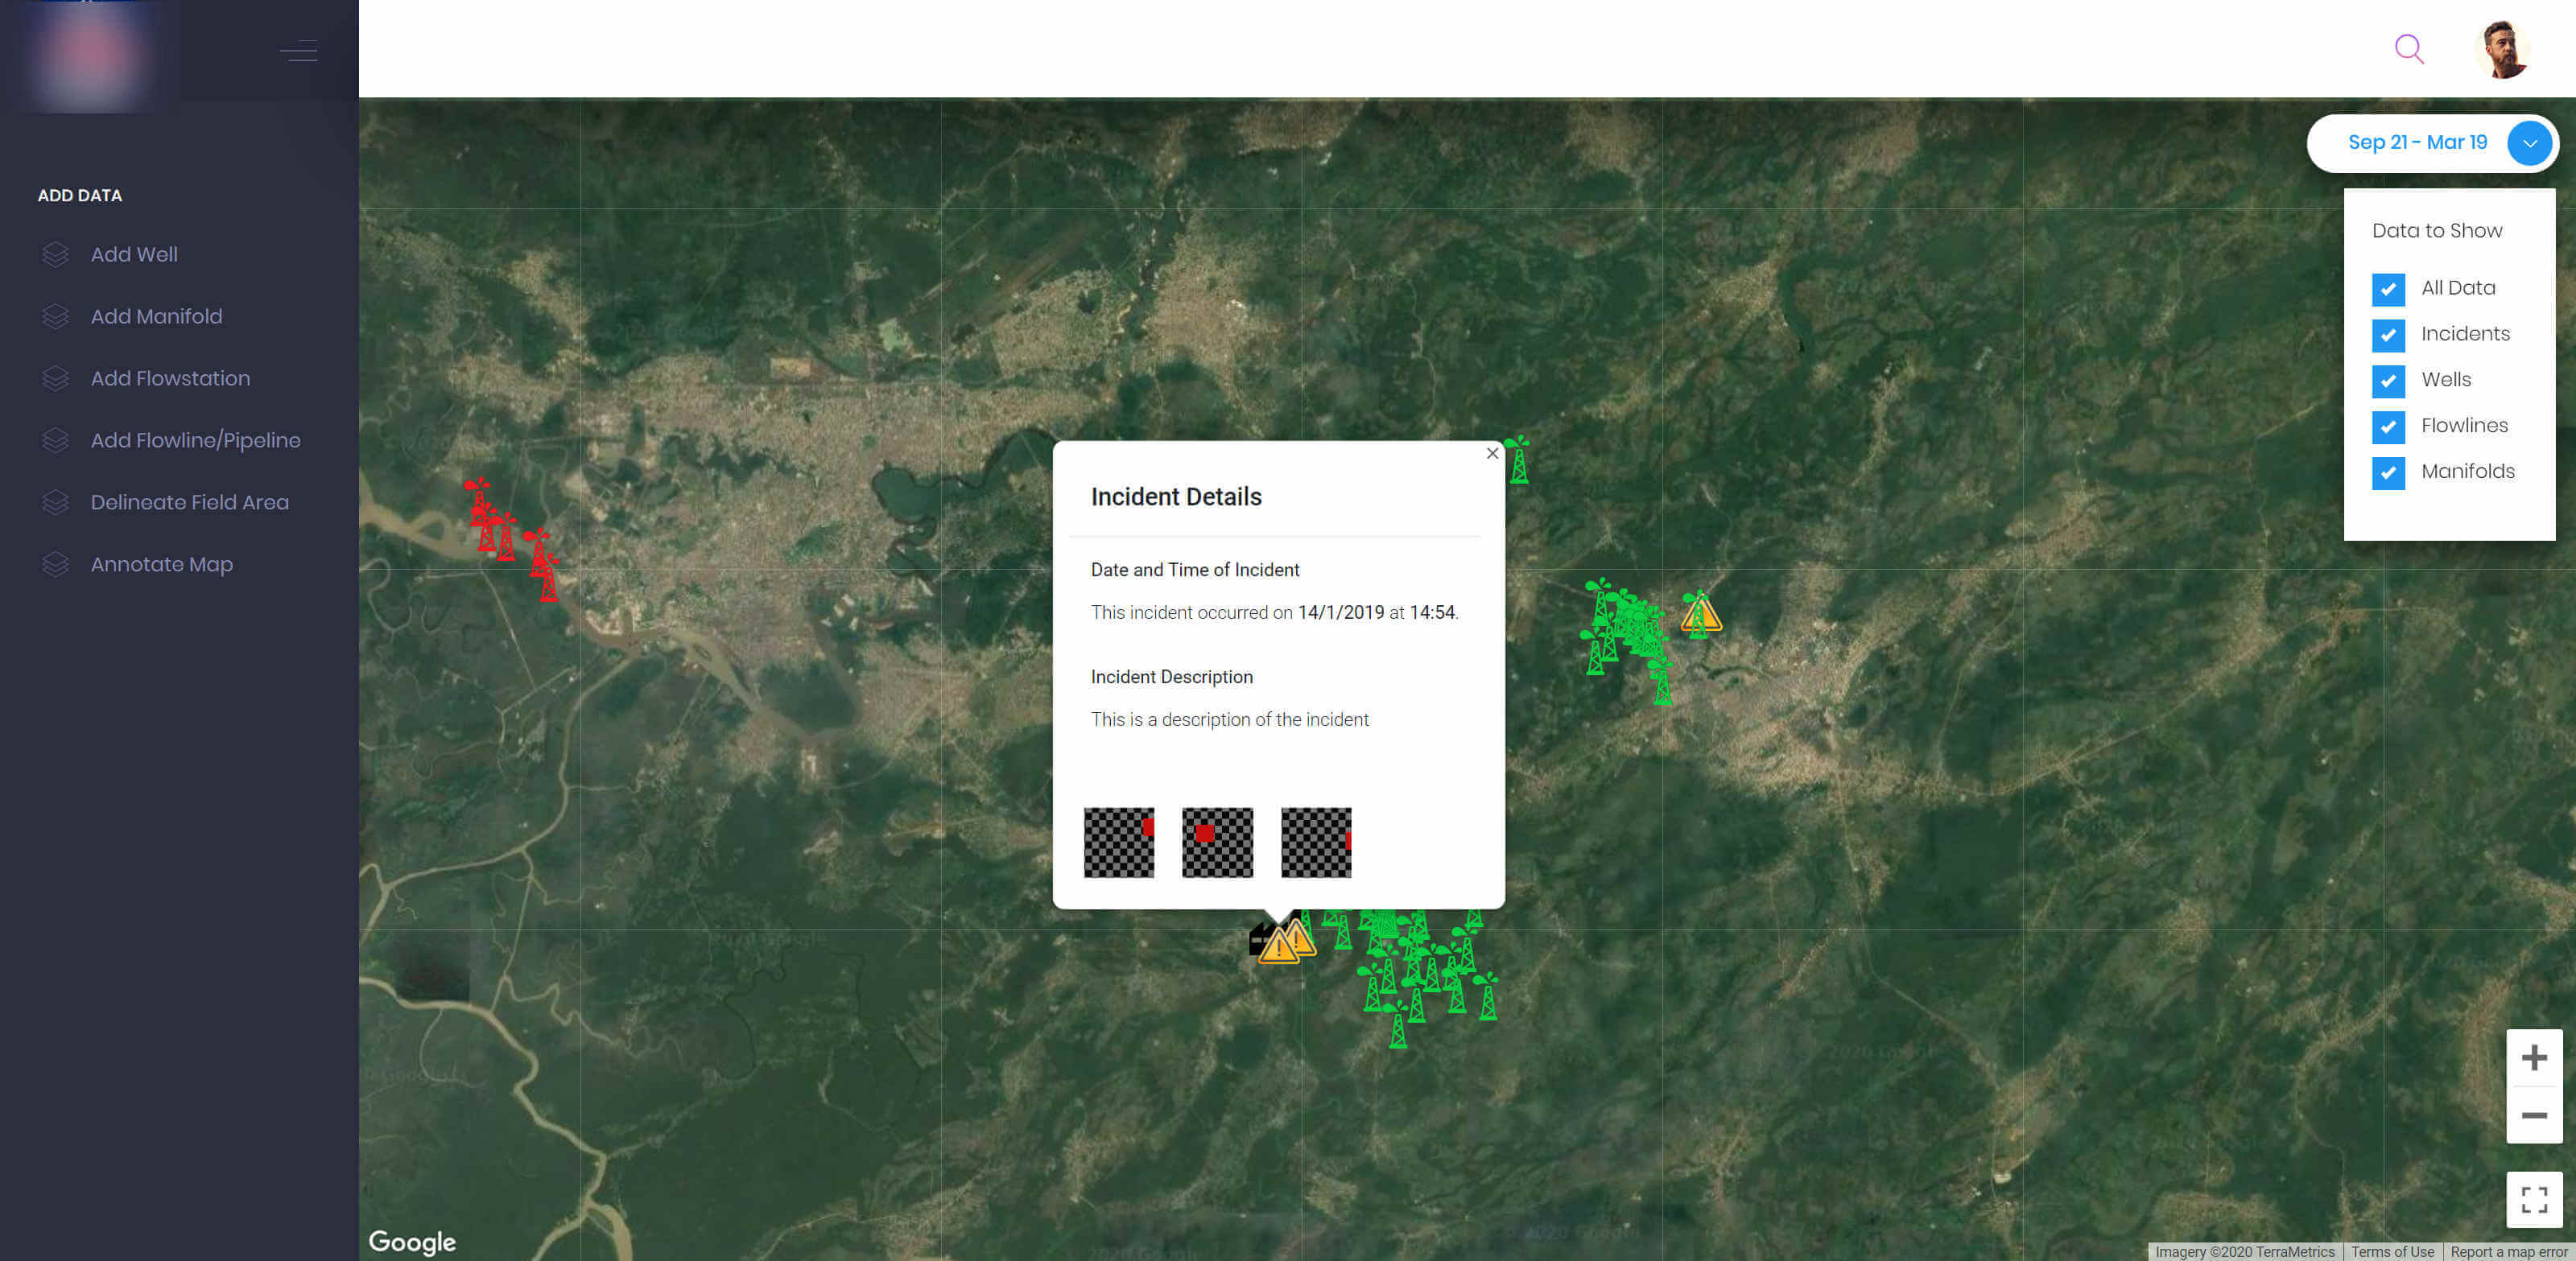 ADD DATA
Add Well
Add Manifold
Add Flowstation
Add Flowline/Pipeline
Delineate Field Area
Annotate Map
Sep 21 - Mar 19
Data to Show
All Data
Incidents
Wells
Flowlines
Manifolds
Incident Details
Date and Time of Incident
This incident occurred on 14/1/2019 at 14:54.
Incident Description
This is a description of the incident
Google
Imagery ©2020 TerraMetrics
Terms of Use
Report a map error